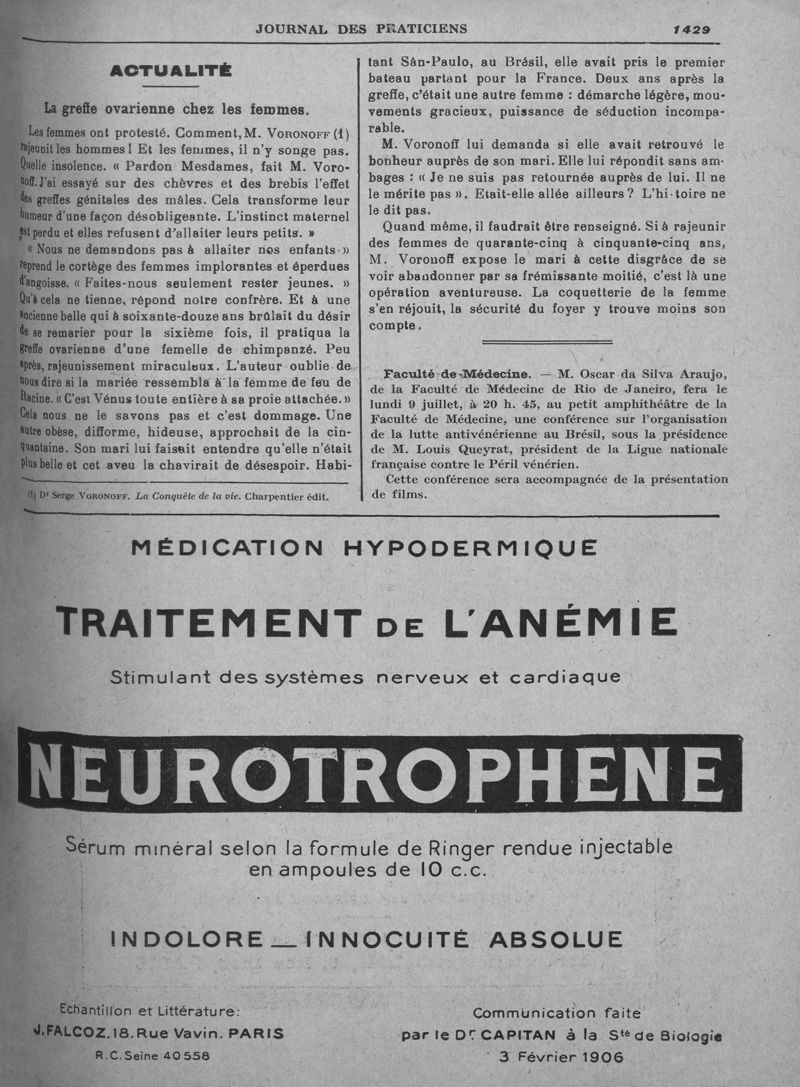 JOURNAL DES PRATICIENS
1429
ACTUALITÉ
La greffe ovarienne chez les femmes.
Les femmes ont protesté. Comment, M. VORONOFF (1)
rajeunit les hommes ! Et les femmes, il n'y songe pas.
Quelle insolence. « Pardon Mesdames, fait M. Voro-
noff. J'ai essayé sur des chèvres et des brebis l'effet
des greffes génitales des mâles. Cela transforme leur
humeur d'une façon désobligeante. L'instinct maternel
est perdu et elles refusent d'allaiter leurs petits. »
« Nous ne demandons pas à allaiter nos enfants »
reprend le cortège des femmes implorantes et éperdues
d'angoisse. « Faites-nous seulement rester jeunes. »
Qu'à cela ne tienne, répond notre confrère. Et à une
ancienne belle qui à soixante-douze ans brûlait du désir
de se remarier pour la sixième fois, il pratiqua la
greffe ovarienne d'une femelle de chimpanzé. Peu
après, rajeunissement miraculeux. L'auteur oublie de
nous dire si la mariée ressembla à la fémme de feu de
Racine. « C'est Vénus toute entière à sa proie attachée. »
Cela nous ne le savons pas et c'est dommage. Une
autre obèse, difforme, hideuse, approchait de la cin-
quantaine. Son mari lui faisait entendre qu'elle n'était
plus belle et cet aveu la chavirait de désespoir. Habi-
(1) Dr Serge VORONOFF. La Conquête de la vie. Charpentier édit.
tant Sân-Paulo, au Brésil, elle avait pris le premier
bateau partant pour la France. Deux ans après la
greffe, c'était une autre femme : démarche légère, mou-
vements gracieux, puissance de séduction incompa-
rable.
M. Voronoff lui demanda si elle avait retrouvé le
bonheur auprès de son mari. Elle lui répondit sans am-
bages : « Je ne suis pas retournée auprès de lui. Il ne
le mérite pas ». Etait-elle allée ailleurs ? L'hi toire ne
le dit pas.
Quand même, il faudrait être renseigné. Si à rajeunir
des femmes de quarante-cinq à cinquante-cinq ans,
M. Voronoff expose le mari à cette disgrâce de se
voir abandonner par sa frémissante moitié, c'est là une
opération aventureuse. La coquetterie de la femme
s'en réjouit, la sécurité du foyer y trouve moins son
compte.
Faculté de Médecine. — M. Oscar da Silva Araujo,
de la Faculté de Médecine de Rio de Janeiro, fera le
lundi 9 juillet, à 20 h. 45, au petit amphithéâtre de la
Faculté de Médecine, une conférence sur l'organisation
de la lutte antivénérienne au Brésil, sous la présidence
de M. Louis Queyrat, président de la Ligue nationale
française contre le Péril vénérien.
Cette conférence sera accompagnée de la présentation
de films.
MÉDICATION HYPODERMIQUE
TRAITEMENT DE L'ANÉMIE
Stimulant des systèmes nerveux et cardiaque
NEUROTROPHENE
Sérum minéral selon la formule de Ringer rendue injectable
en ampoules de 10 c.c.
INDOLORE — INNOCUITÉ ABSOLUE
Echantillon et Littérature:
J. FALCOZ. 18, Rue Vavin. PARIS
R.C. Seine 40558
Communication faite
par le Dr CAPITAN à la Sté de Biologie
3 Février 1906